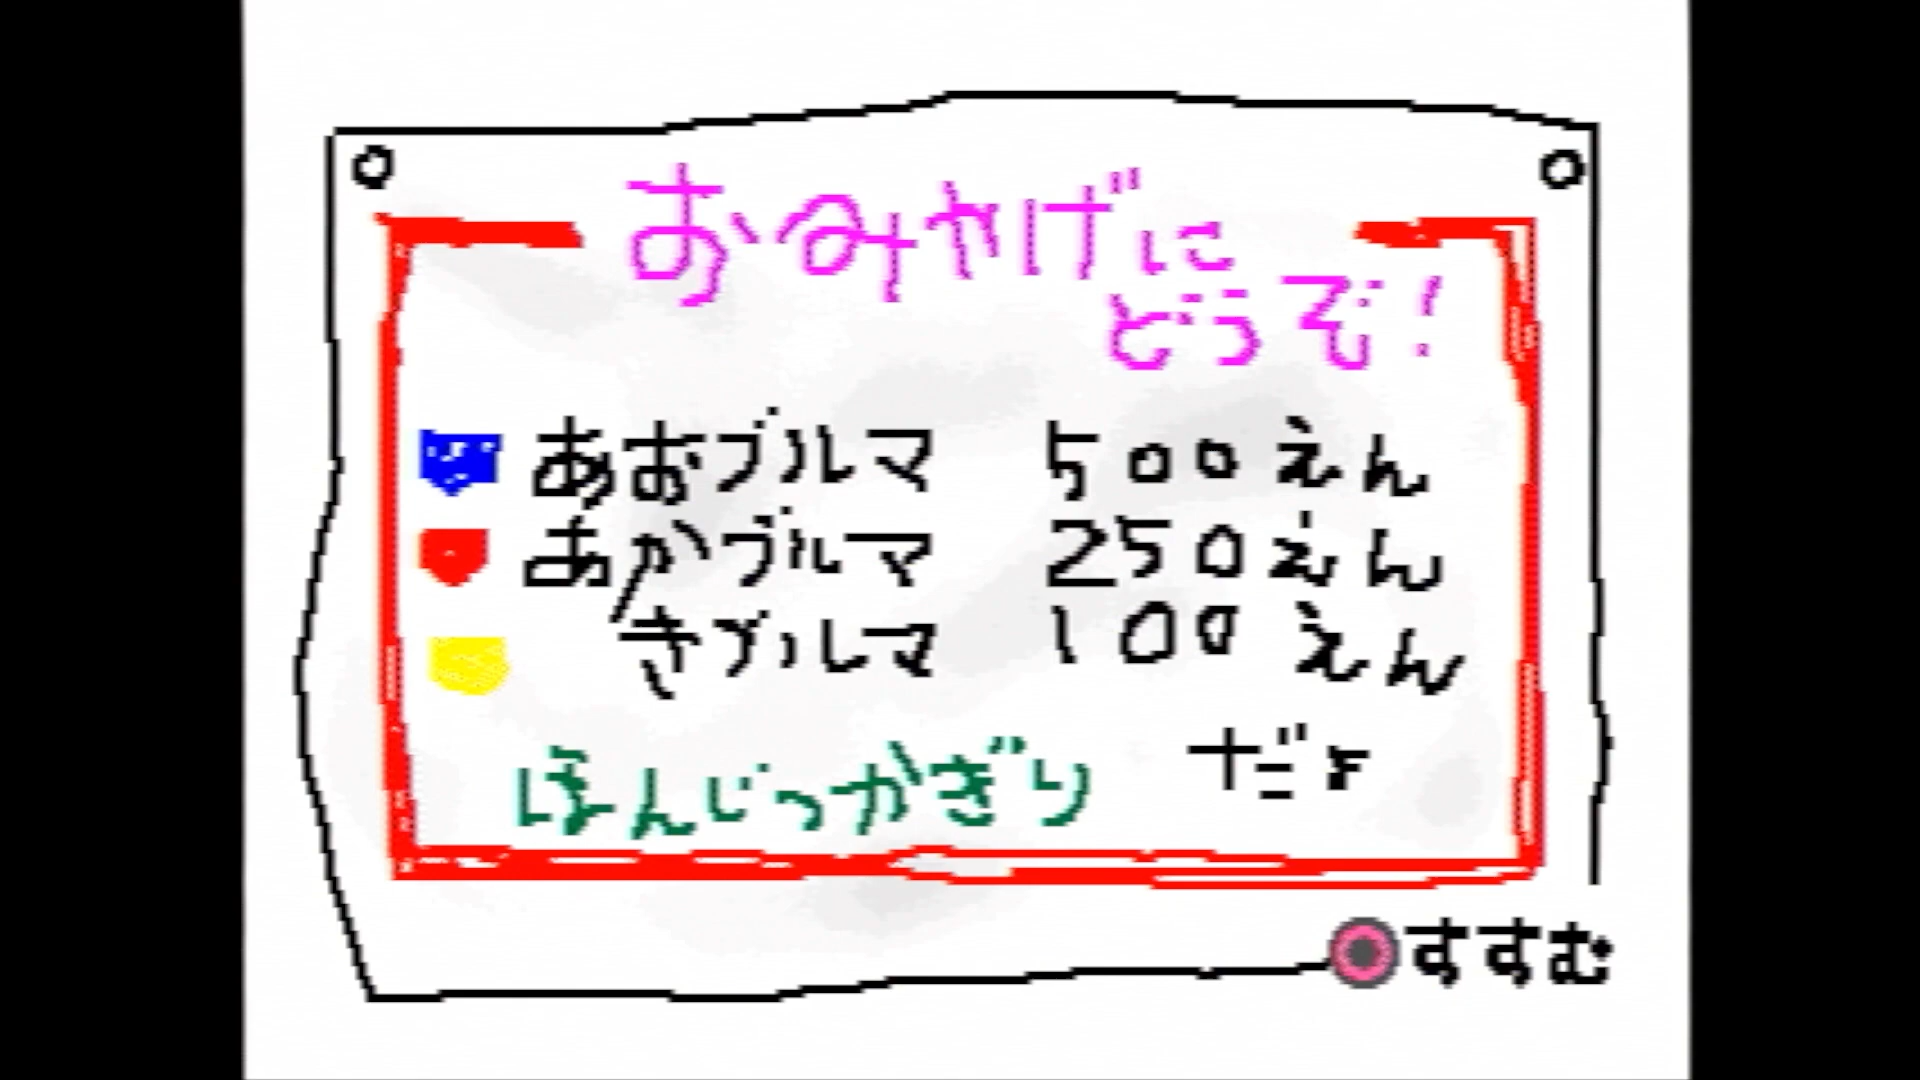 おみやげに
どうぞ!
あおブルマ 500えん
あかブルマ 250えん
きブルマ 100えん
ほんじつかぎり だよ
すすむ